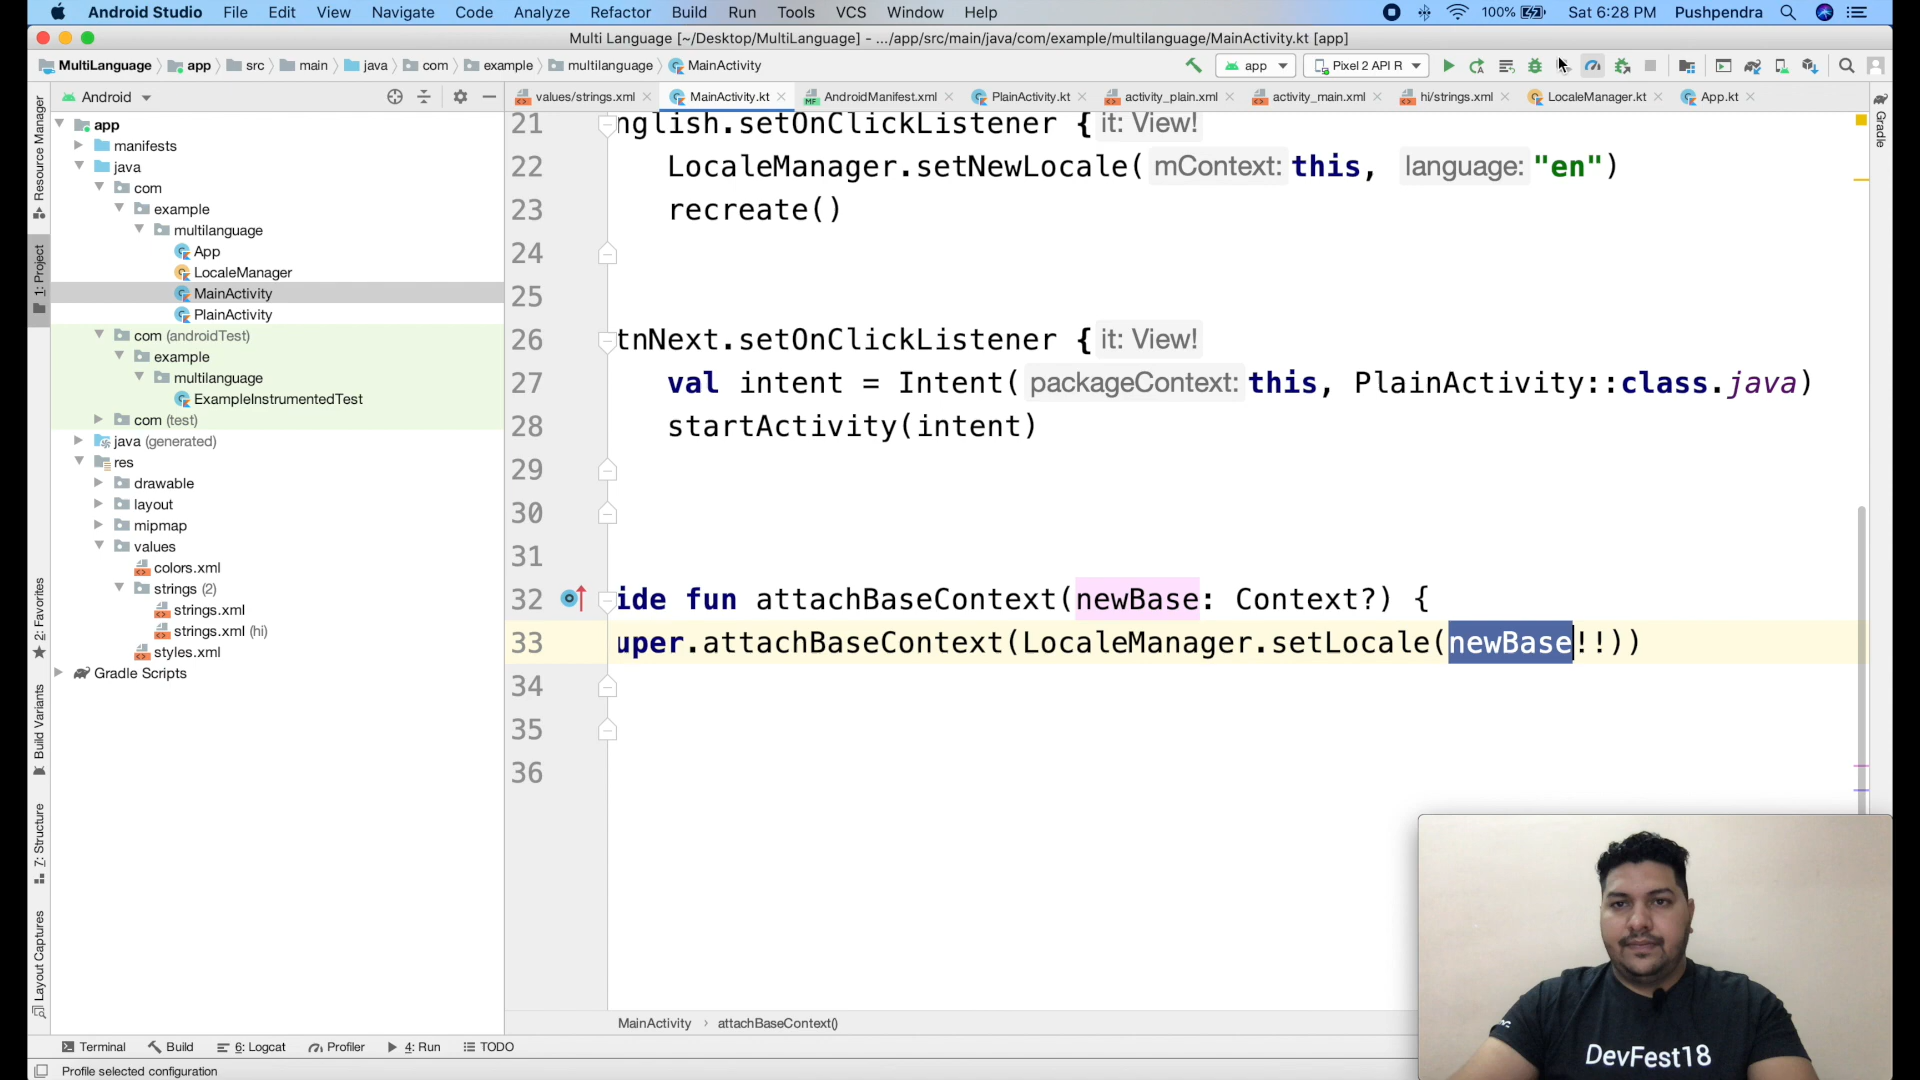 Android Studio File Edit View Navigate Code Analyze Refactor Build Run Tools VCS Window Help 100% Sat 6:28 PM Pushpendra
Multi Language [~/Desktop/MultiLanguage] - .../app/src/main/java/com/example/multilanguage/MainActivity.kt [app]
MultiLanguage app src main java com example multilanguage MainActivity app Pixel 2 API R
Android values/strings.xml MainActivity.kt AndroidManifest.xml PlainActivity.kt activity_plain.xml activity_main.xml hi/strings.xml LocaleManager.kt App.kt
Resource Manager
1: Project
2: Favorites
Build Variants
7: Structure
Layout Captures
Gradle
app
manifests
java
com
example
multilanguage
App
LocaleManager
MainActivity
PlainActivity
com (androidTest)
example
multilanguage
ExampleInstrumentedTest
com (test)
java (generated)
res
drawable
layout
mipmap
values
colors.xml
strings (2)
strings.xml
strings.xml (hi)
styles.xml
Gradle Scripts
21 nglish.setOnClickListener { it: View!
22 LocaleManager.setNewLocale( mContext: this, language: "en")
23 recreate()
24
25
26 tnNext.setOnClickListener { it: View!
27 val intent = Intent( packageContext: this, PlainActivity::class.java)
28 startActivity(intent)
29
30
31
32 ide fun attachBaseContext(newBase: Context?) {
33 uper.attachBaseContext(LocaleManager.setLocale(newBase!!))
34
35
36
MainActivity › attachBaseContext()
Terminal Build 6: Logcat Profiler 4: Run TODO
Profile selected configuration
DevFest18